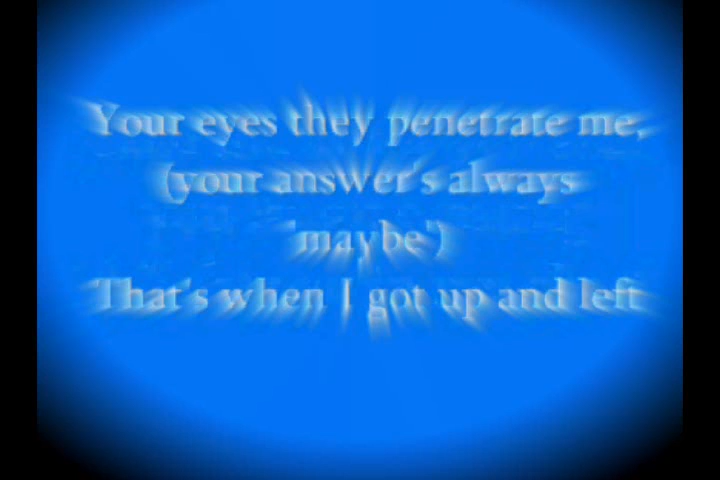 Your eyes they penetrate me,
(your answer's always
'maybe')
That's when I got up and left